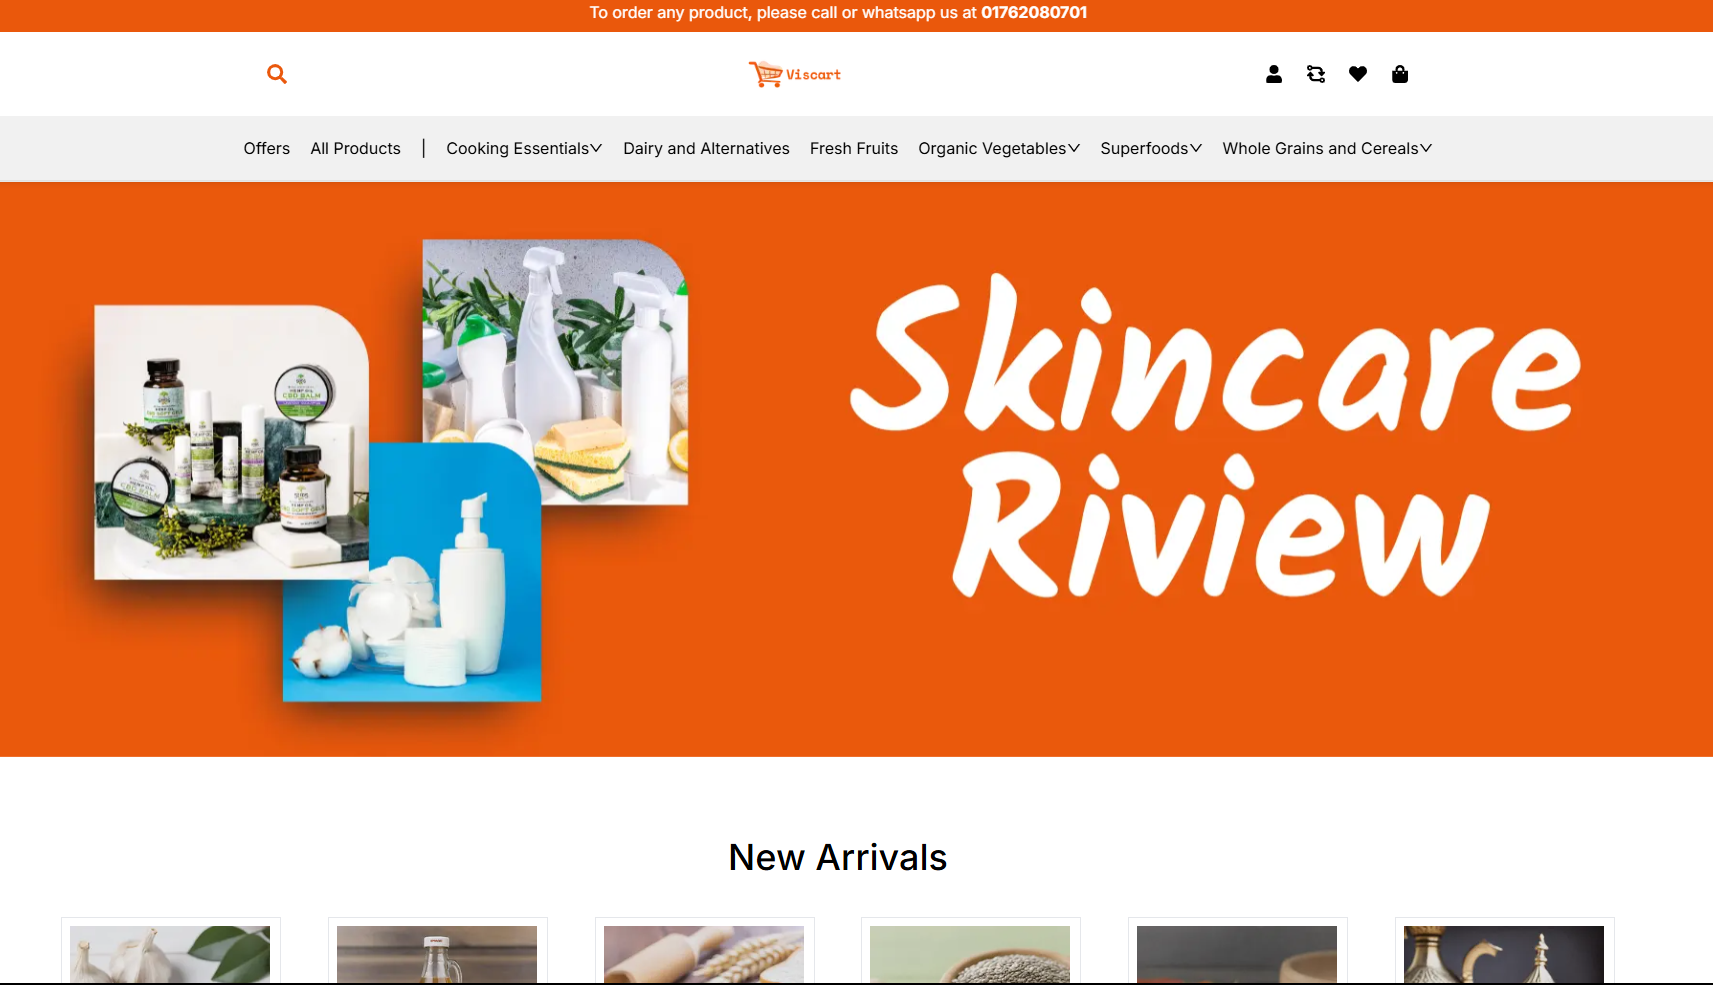 To order any product, please call or whatsapp us at 01762080701
Viscart
Offers All Products | Cooking Essentials Dairy and Alternatives Fresh Fruits Organic Vegetables Superfoods Whole Grains and Cereals
Skincare
Riview
CBD BALM
New Arrivals